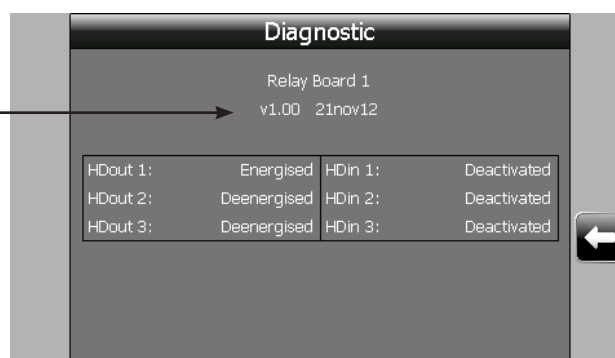 Diagnostic
Relay Board 1
v1.00 21nov12
HDout 1: Energised HDin 1: Deactivated
HDout 2: Deenergised HDin 2: Deactivated
HDout 3: Deenergised HDin 3: Deactivated